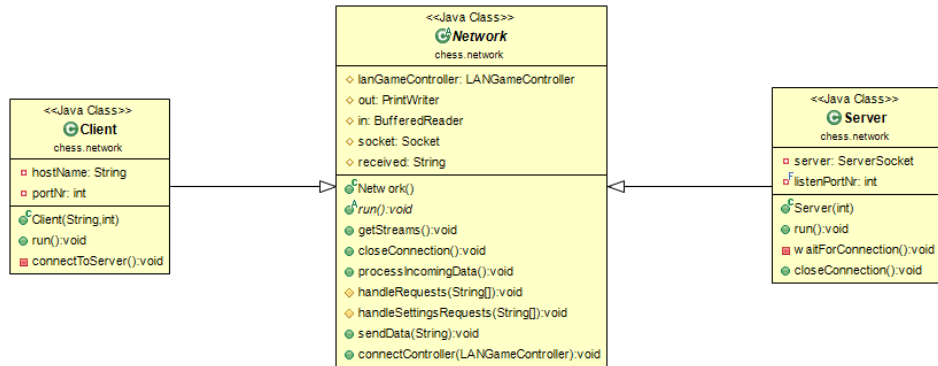 <<Java Class>>
Client
chess.network
hostName: String
portNr: int
Client(String,int)
run():void
connectToServer():void
<<Java Class>>
Network
chess.network
lanGameController: LANGameController
out: PrintWriter
in: BufferedReader
socket: Socket
received: String
Network()
run():void
getStreams():void
closeConnection():void
processIncomingData():void
handleRequests(String[]):void
handleSettingsRequests(String[]):void
sendData(String):void
connectController(LANGameController):void
<<Java Class>>
Server
chess.network
server: ServerSocket
listenPortNr: int
Server(int)
run():void
waitForConnection():void
closeConnection():void